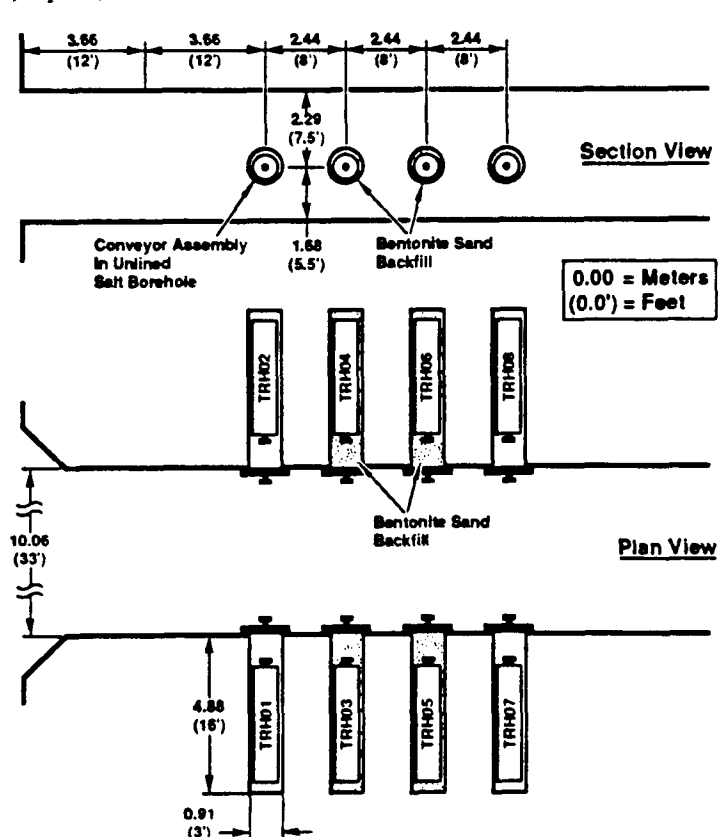 3.66
(12')
3.66
(12')
2.44
(8')
2.44
(8')
2.44
(8')
2.29
(7.5')
Section View
Conveyor Assembly
In Unlined
Salt Borehole
1.68
(5.5')
Bentonite Sand
Backfill
0.00 = Meters
(0.0') = Feet
TRH02
TRH04
TRH06
TRH08
Bentonite Sand
Backfill
10.06
(33')
Plan View
4.88
(16')
TRH01
TRH03
TRH05
TRH07
0.91
(3')